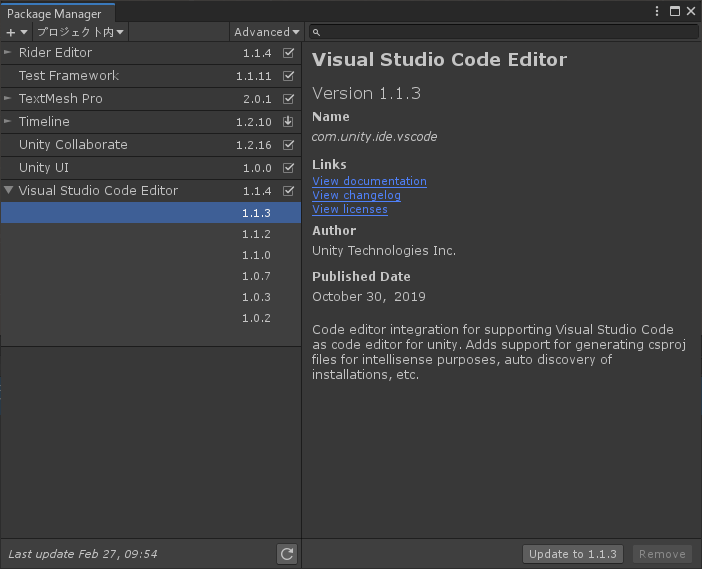 Package Manager
+ プロジェクト内 Advanced
Rider Editor 1.1.4
Test Framework 1.1.11
TextMesh Pro 2.0.1
Timeline 1.2.10
Unity Collaborate 1.2.16
Unity UI 1.0.0
Visual Studio Code Editor 1.1.4
1.1.3
1.1.2
1.1.0
1.0.7
1.0.3
1.0.2
Last update Feb 27, 09:54
Visual Studio Code Editor
Version 1.1.3
Name
com.unity.ide.vscode
Links
View documentation
View changelog
View licenses
Author
Unity Technologies Inc.
Published Date
October 30, 2019
Code editor integration for supporting Visual Studio Code
as code editor for unity. Adds support for generating csproj
files for intellisense purposes, auto discovery of
installations, etc.
Update to 1.1.3 Remove